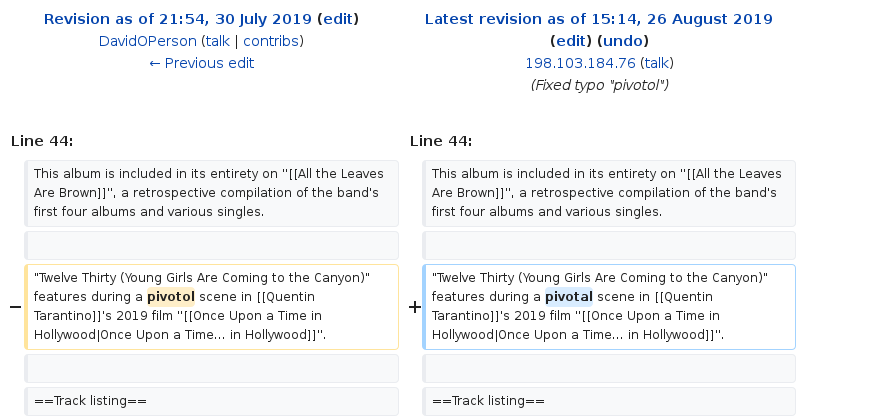 Revision as of 21:54, 30 July 2019 (edit)
DavidOPerson (talk | contribs)
← Previous edit
Latest revision as of 15:14, 26 August 2019
(edit) (undo)
198.103.184.76 (talk)
(Fixed typo "pivotol")
Line 44:
This album is included in its entirety on "[[All the Leaves
Are Brown]]", a retrospective compilation of the band's
first four albums and various singles.
− "Twelve Thirty (Young Girls Are Coming to the Canyon)"
features during a pivotol scene in [[Quentin
Tarantino]]'s 2019 film "[[Once Upon a Time in
Hollywood|Once Upon a Time... in Hollywood]]".
==Track listing==
Line 44:
This album is included in its entirety on "[[All the Leaves
Are Brown]]", a retrospective compilation of the band's
first four albums and various singles.
+ "Twelve Thirty (Young Girls Are Coming to the Canyon)"
features during a pivotal scene in [[Quentin
Tarantino]]'s 2019 film "[[Once Upon a Time in
Hollywood|Once Upon a Time... in Hollywood]]".
==Track listing==